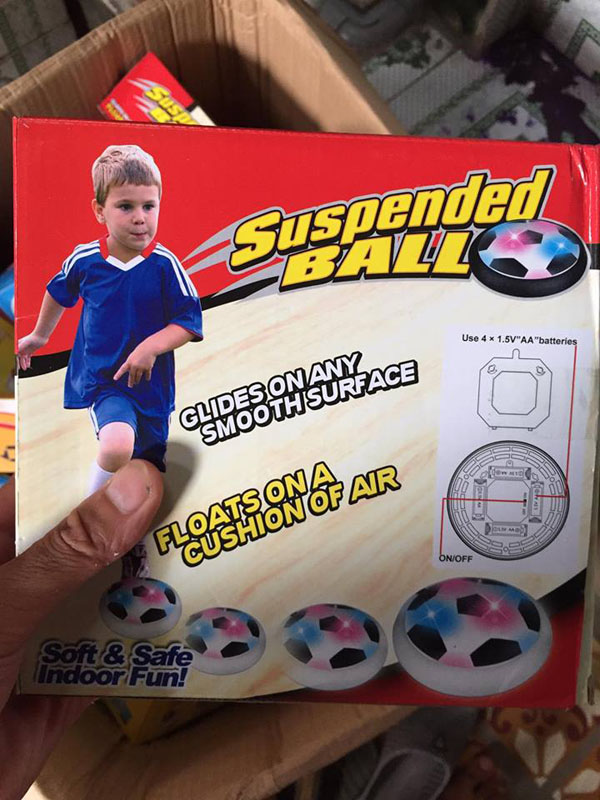 Susp
Suspended
BALL
Use 4 × 1.5V"AA"batteries
GLIDES ON ANY
SMOOTH SURFACE
FLOATS ON A
CUSHION OF AIR
ON/OFF
Soft & Safe
Indoor Fun!